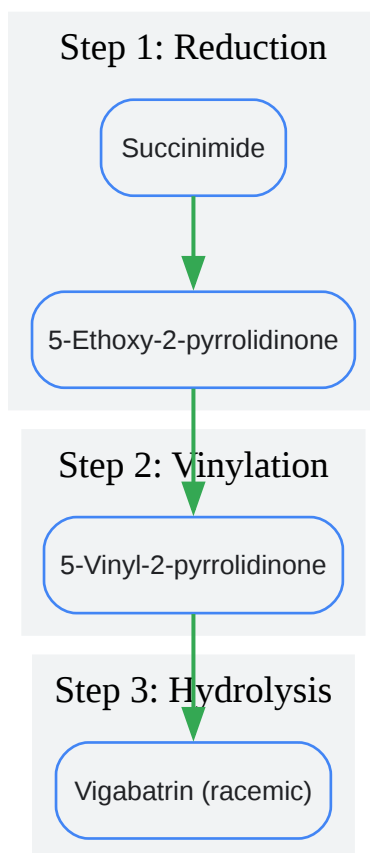 Step 1: Reduction
Succinimide
5-Ethoxy-2-pyrrolidinone
Step 2: Vinylation
5-Vinyl-2-pyrrolidinone
Step 3: Hydrolysis
Vigabatrin (racemic)